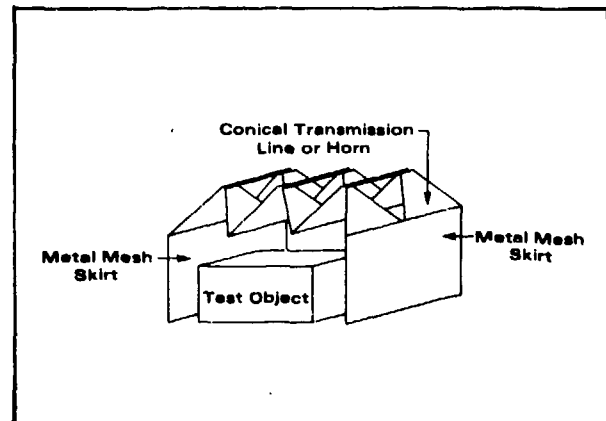 Conical Transmission
Line or Horn
Metal Mesh
Skirt
Metal Mesh
Skirt
Test Object